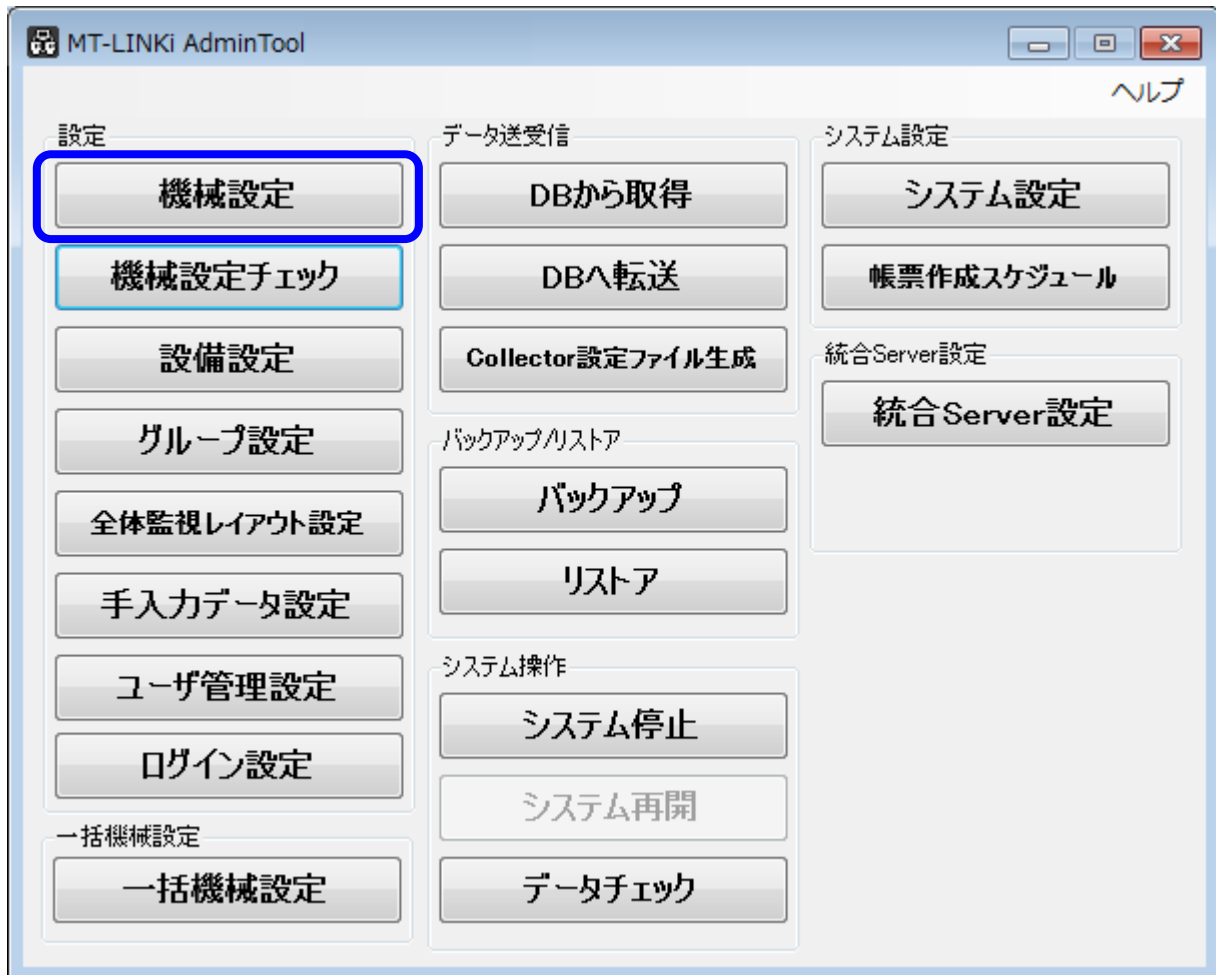 MT-LINKi AdminTool
ヘルプ
設定
機械設定
機械設定チェック
設備設定
グループ設定
全体監視レイアウト設定
手入力データ設定
ユーザ管理設定
ログイン設定
一括機械設定
一括機械設定
データ送受信
DBから取得
DBへ転送
Collector設定ファイル生成
バックアップ/リストア
バックアップ
リストア
システム操作
システム停止
システム再開
データチェック
システム設定
システム設定
帳票作成スケジュール
統合Server設定
統合Server設定